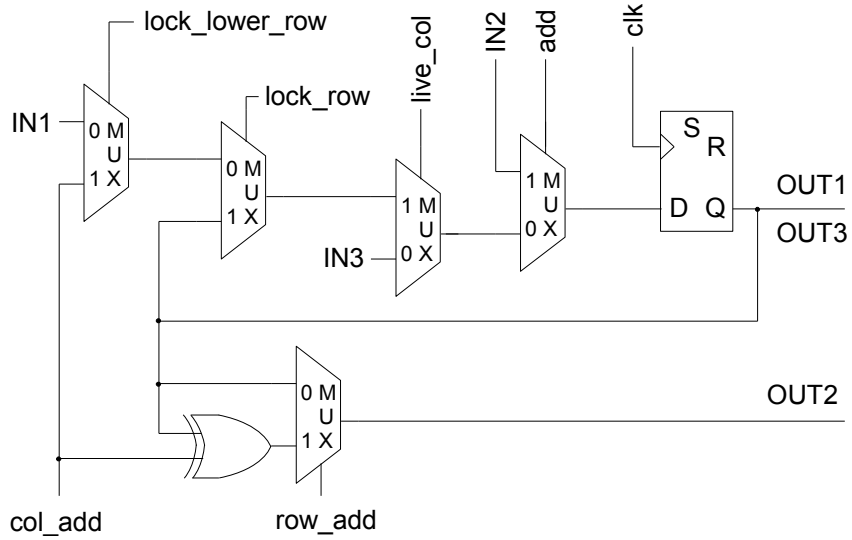 lock_lower_row
IN1
0 M
U
1 X
lock_row
0 M
U
1 X
live_col
1 M
U
0 X
IN3
IN2
add
1 M
U
0 X
clk
S
R
D Q
OUT1
OUT3
0 M
U
1 X
OUT2
col_add
row_add